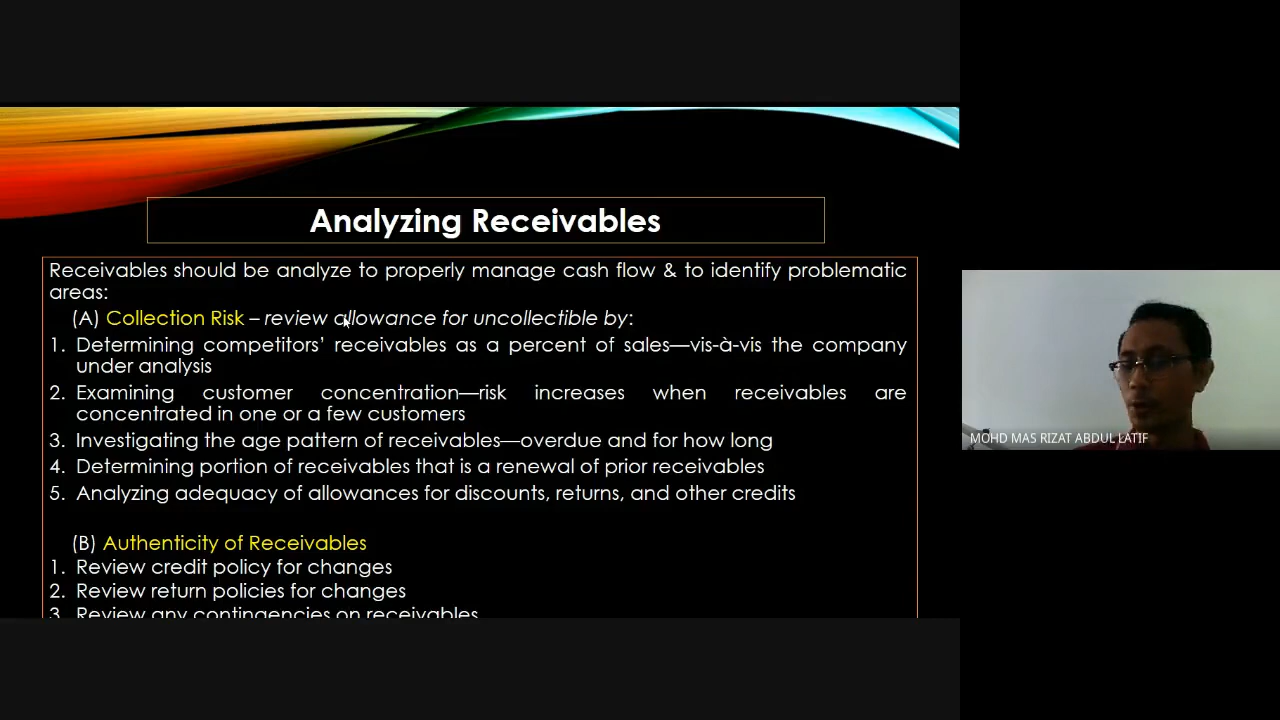 Analyzing Receivables
Receivables should be analyze to properly manage cash flow & to identify problematic
areas:
(A) Collection Risk – review allowance for uncollectible by:
1. Determining competitors' receivables as a percent of sales—vis-à-vis the company
under analysis
2. Examining customer concentration—risk increases when receivables are
concentrated in one or a few customers
3. Investigating the age pattern of receivables—overdue and for how long
4. Determining portion of receivables that is a renewal of prior receivables
5. Analyzing adequacy of allowances for discounts, returns, and other credits
(B) Authenticity of Receivables
1. Review credit policy for changes
2. Review return policies for changes
3. Review any contingencies on receivables
MOHD MAS RIZAT ABDUL LATIF